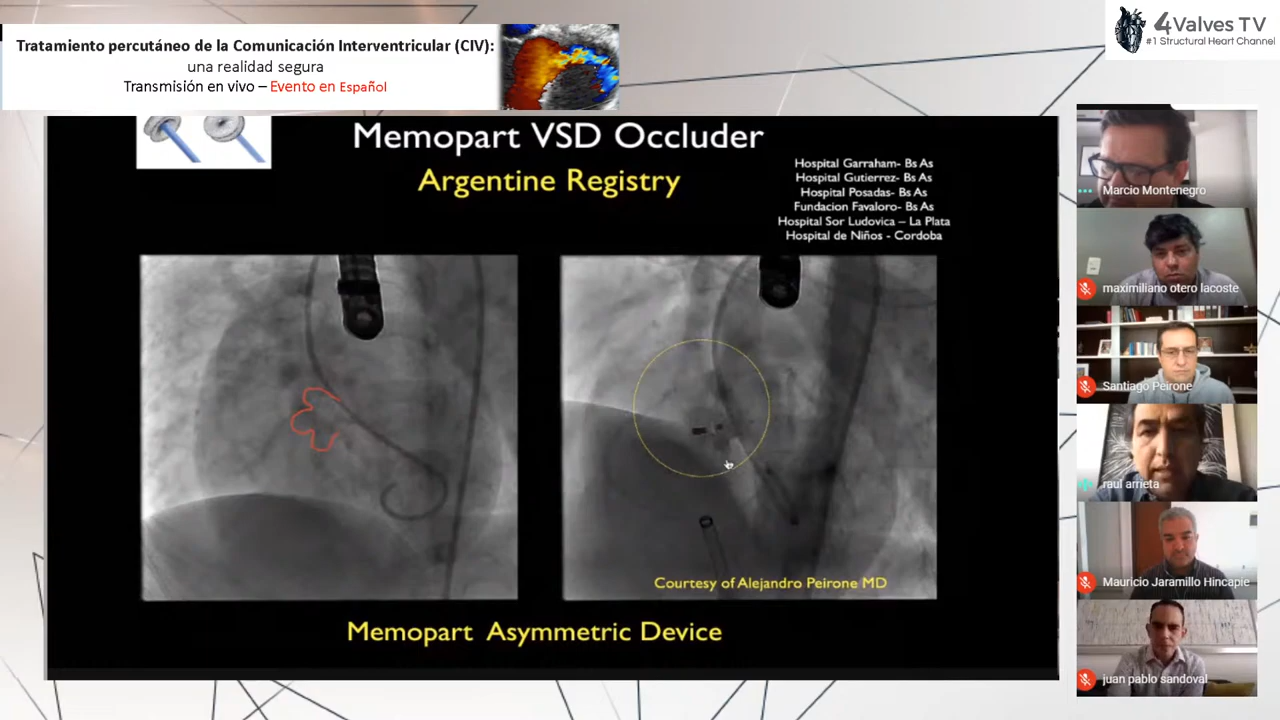 Tratamiento percutáneo de la Comunicación Interventricular (CIV):
una realidad segura
Transmisión en vivo – Evento en Español
4Valves TV
#1 Structural Heart Channel
Memopart VSD Occluder
Argentine Registry
Hospital Garraham- Bs As
Hospital Gutierrez- Bs As
Hospital Posadas- Bs As
Fundacion Favaloro- Bs As
Hospital Sor Ludovica – La Plata
Hospital de Niños - Cordoba
Courtesy of Alejandro Peirone MD
Memopart Asymmetric Device
Marcio Montenegro
maximiliano otero lacoste
Santiago Peirone
raul arrieta
Mauricio Jaramillo Hincapie
juan pablo sandoval